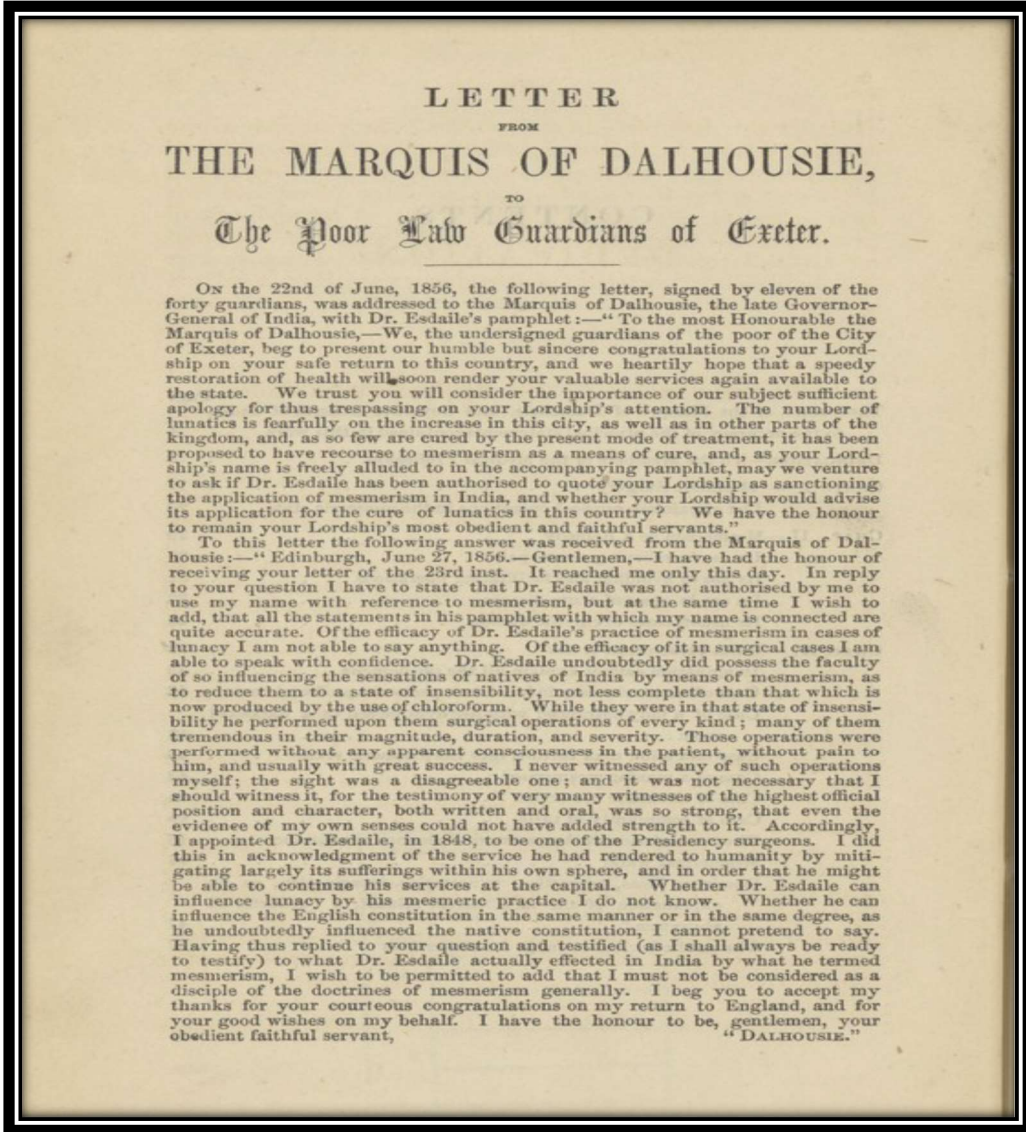 LETTER
FROM
THE MARQUIS OF DALHOUSIE,
TO
The Poor Law Guardians of Exeter.
On the 22nd of June, 1856, the following letter, signed by eleven of the
forty guardians, was addressed to the Marquis of Dalhousie, the late Governor-
General of India, with Dr. Esdaile's pamphlet:—“ To the most Honourable the
Marquis of Dalhousie,—We, the undersigned guardians of the poor of the City
of Exeter, beg to present our humble but sincere congratulations to your Lord-
ship on your safe return to this country, and we heartily hope that a speedy
restoration of health will soon render your valuable services again available to
the state. We trust you will consider the importance of our subject sufficient
apology for thus trespassing on your Lordship's attention. The number of
lunatics is fearfully on the increase in this city, as well as in other parts of the
kingdom, and, as so few are cured by the present mode of treatment, it has been
proposed to have recourse to mesmerism as a means of cure, and, as your Lord-
ship's name is freely alluded to in the accompanying pamphlet, may we venture
to ask if Dr. Esdaile has been authorised to quote your Lordship as sanctioning
the application of mesmerism in India, and whether your Lordship would advise
its application for the cure of lunatics in this country? We have the honour
to remain your Lordship's most obedient and faithful servants.”
To this letter the following answer was received from the Marquis of Dal-
housie:—“ Edinburgh, June 27, 1856.—Gentlemen,—I have had the honour of
receiving your letter of the 23rd inst. It reached me only this day. In reply
to your question I have to state that Dr. Esdaile was not authorised by me to
use my name with reference to mesmerism, but at the same time I wish to
add, that all the statements in his pamphlet with which my name is connected are
quite accurate. Of the efficacy of Dr. Esdaile's practice of mesmerism in cases of
lunacy I am not able to say anything. Of the efficacy of it in surgical cases I am
able to speak with confidence. Dr. Esdaile undoubtedly did possess the faculty
of so influencing the sensations of natives of India by means of mesmerism, as
to reduce them to a state of insensibility, not less complete than that which is
now produced by the use of chloroform. While they were in that state of insensi-
bility he performed upon them surgical operations of every kind; many of them
tremendous in their magnitude, duration, and severity. Those operations were
performed without any apparent consciousness in the patient, without pain to
him, and usually with great success. I never witnessed any of such operations
myself; the sight was a disagreeable one; and it was not necessary that I
should witness it, for the testimony of very many witnesses of the highest official
position and character, both written and oral, was so strong, that even the
evidence of my own senses could not have added strength to it. Accordingly,
I appointed Dr. Esdaile, in 1848, to be one of the Presidency surgeons. I did
this in acknowledgment of the service he had rendered to humanity by miti-
gating largely its sufferings within his own sphere, and in order that he might
be able to continue his services at the capital. Whether Dr. Esdaile can
influence lunacy by his mesmeric practice I do not know. Whether he can
influence the English constitution in the same manner or in the same degree, as
he undoubtedly influenced the native constitution, I cannot pretend to say.
Having thus replied to your question and testified (as I shall always be ready
to testify) to what Dr. Esdaile actually effected in India by what he termed
mesmerism, I wish to be permitted to add that I must not be considered as a
disciple of the doctrines of mesmerism generally. I beg you to accept my
thanks for your courteous congratulations on my return to England, and for
your good wishes on my behalf. I have the honour to be, gentlemen, your
obedient faithful servant, “ DALHOUSIE.”